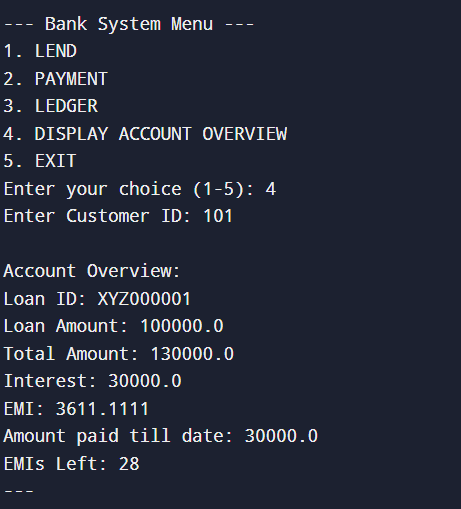 --- Bank System Menu ---
1. LEND
2. PAYMENT
3. LEDGER
4. DISPLAY ACCOUNT OVERVIEW
5. EXIT
Enter your choice (1-5): 4
Enter Customer ID: 101
Account Overview:
Loan ID: XYZ000001
Loan Amount: 100000.0
Total Amount: 130000.0
Interest: 30000.0
EMI: 3611.1111
Amount paid till date: 30000.0
EMIs Left: 28
---